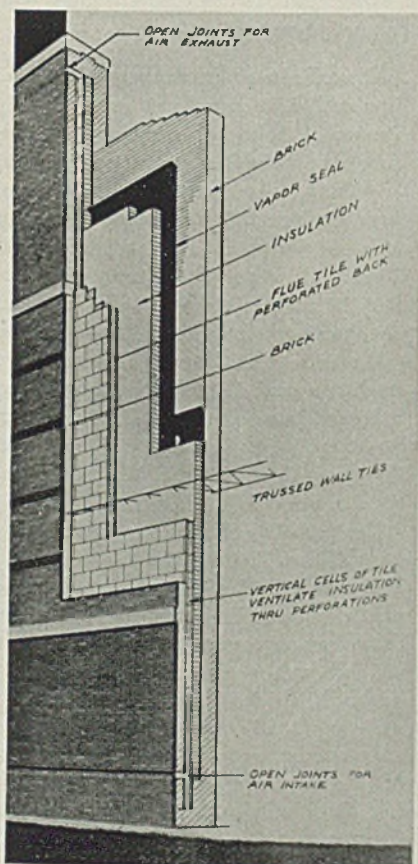 OPEN JOINTS FOR
AIR EXHAUST
BRICK
VAPOR SEAL
INSULATION
FLUE TILE WITH
PERFORATED BACK
BRICK
TRUSSED WALL TIES
VERTICAL CELLS OF TILE
VENTILATE INSULATION
THRU PERFORATIONS
OPEN JOINTS FOR
AIR INTAKE